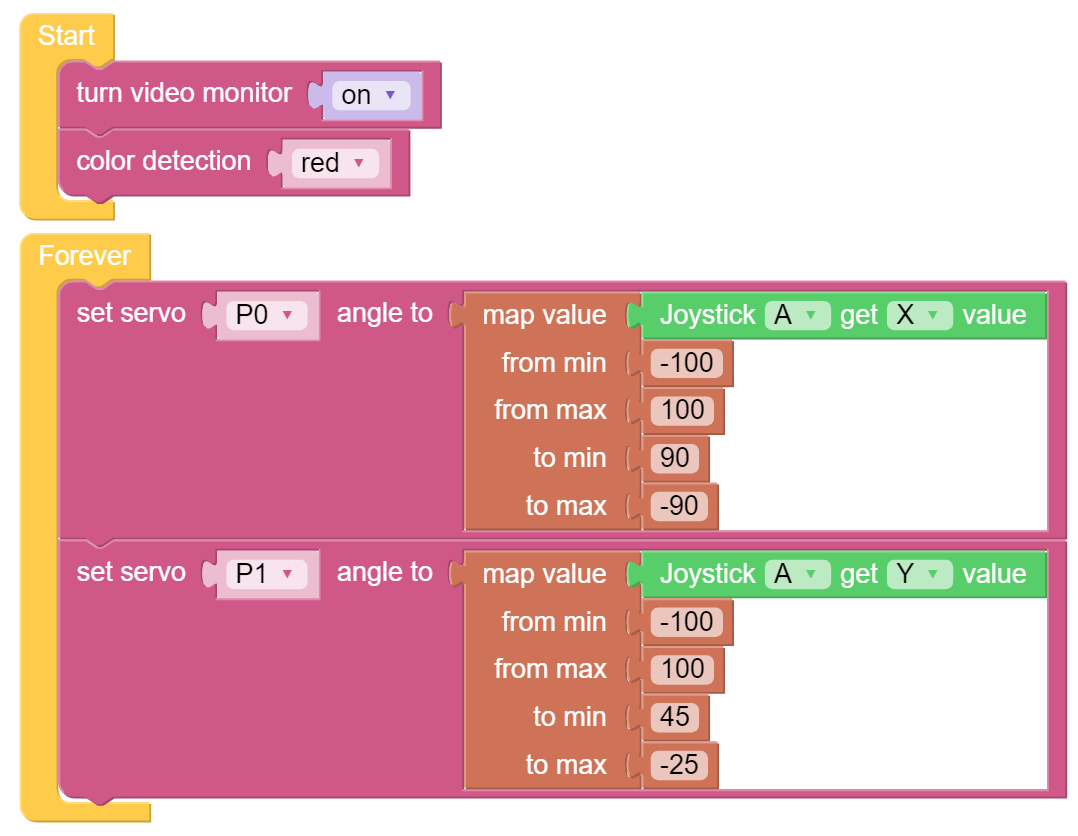 Start
turn video monitor on
color detection red
Forever
set servo P0 angle to map value Joystick A get X value
from min -100
from max 100
to min 90
to max -90
set servo P1 angle to map value Joystick A get Y value
from min -100
from max 100
to min 45
to max -25